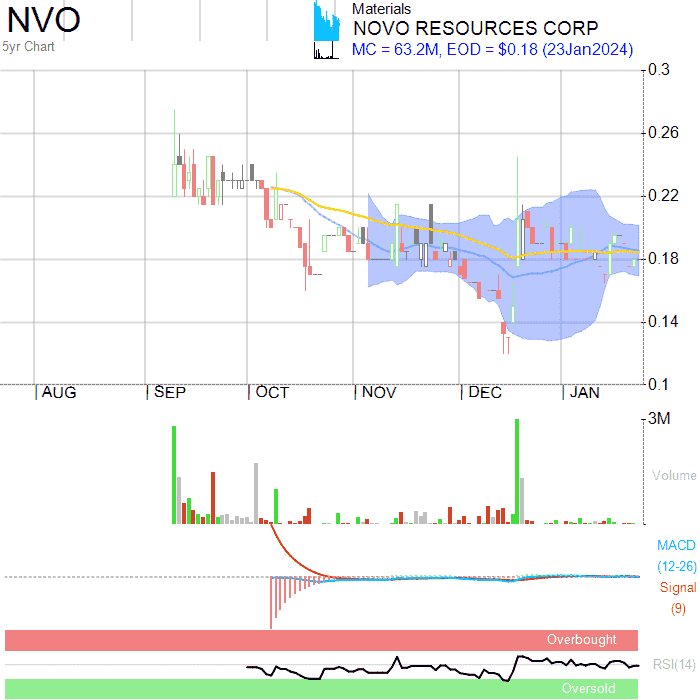 NVO
5yr Chart
Materials
NOVO RESOURCES CORP
MC = 63.2M, EOD = $0.18 (23Jan2024)
0.3
0.26
0.22
0.18
0.14
0.1
AUG SEP OCT NOV DEC JAN
3M
Volume
MACD
(12-26)
Signal
(9)
Overbought
RSI(14)
Oversold